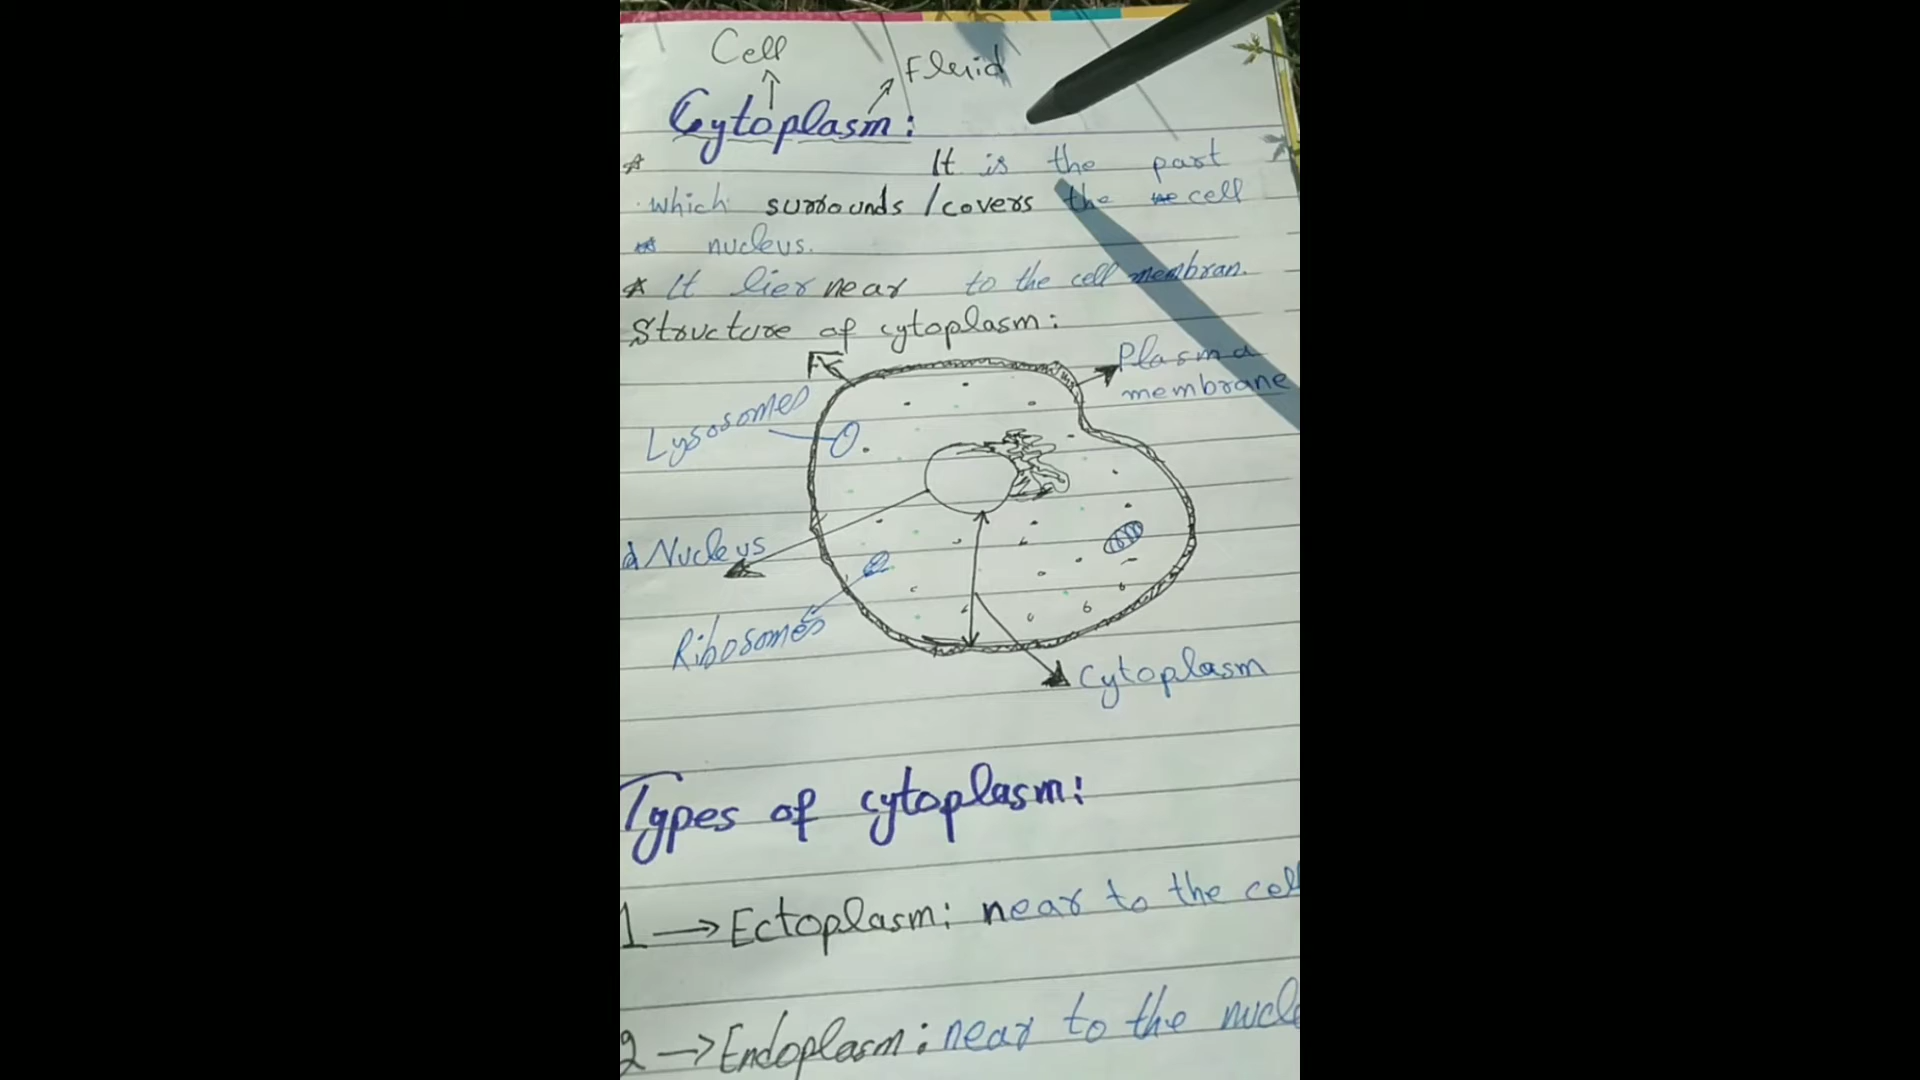 Cell
Fluid
Cytoplasm:
It is the part
which surrounds /covers the cell
nucleus.
* It lies near to the cell membran.
Structure of cytoplasm:
Plasma
membrane
Lysosomes
Nucleus
Ribosomes
Cytoplasm
Types of cytoplasm:
1 → Ectoplasm: near to the cell
2 → Endoplasm: near to the nucle